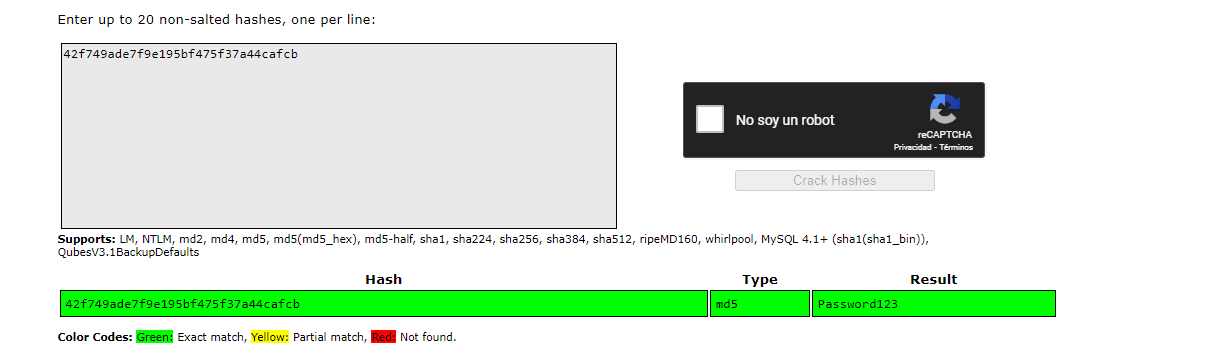 Enter up to 20 non-salted hashes, one per line:
42f749ade7f9e195bf475f37a44cafcb
No soy un robot
reCAPTCHA
Privacidad - Términos
Crack Hashes
Supports: LM, NTLM, md2, md4, md5, md5(md5_hex), md5-half, sha1, sha224, sha256, sha384, sha512, ripeMD160, whirlpool, MySQL 4.1+ (sha1(sha1_bin)),
QubesV3.1BackupDefaults
Hash Type Result
42f749ade7f9e195bf475f37a44cafcb md5 Password123
Color Codes: Green: Exact match, Yellow: Partial match, Red: Not found.